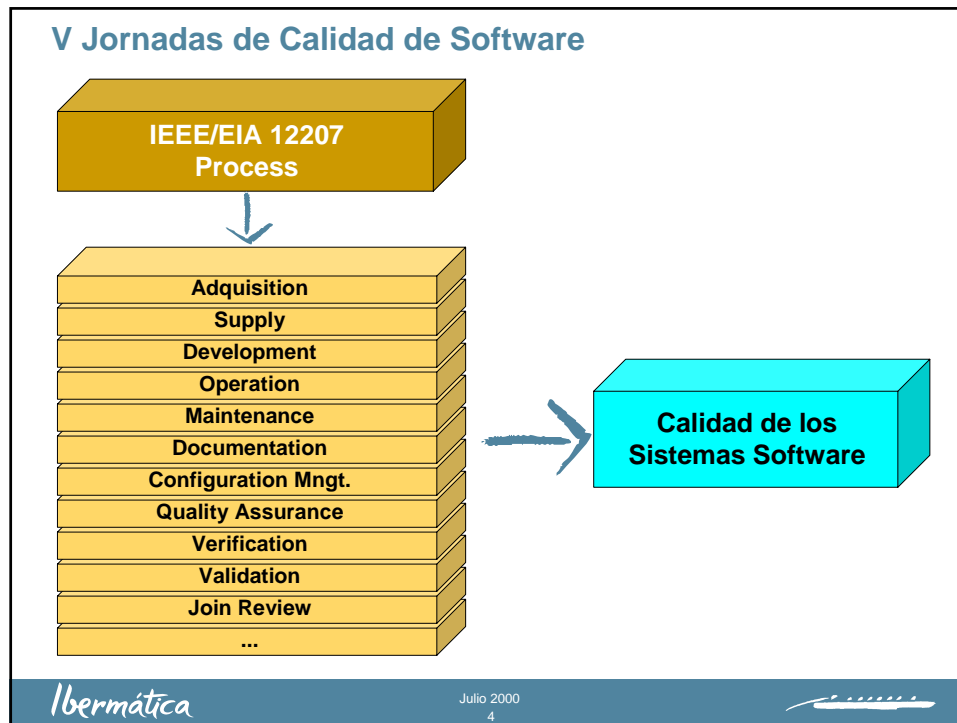 V Jornadas de Calidad de Software
IEEE/EIA 12207
Process
Adquisition
Supply
Development
Operation
Maintenance
Documentation
Configuration Mngt.
Quality Assurance
Verification
Validation
Join Review
...
Calidad de los
Sistemas Software
Ibermática
Julio 2000
4